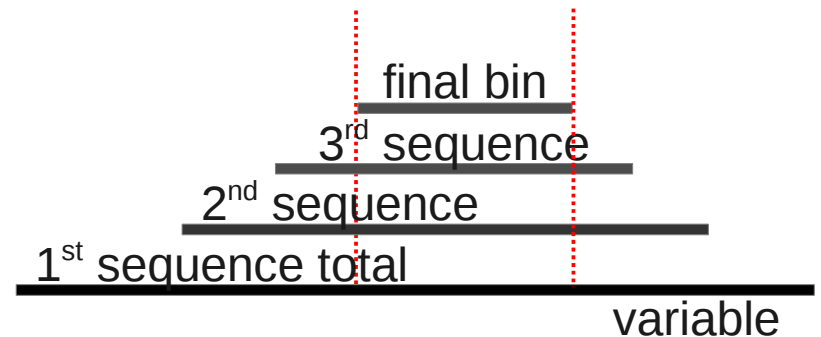 final bin
3rd sequence
2nd sequence
1st sequence total
variable